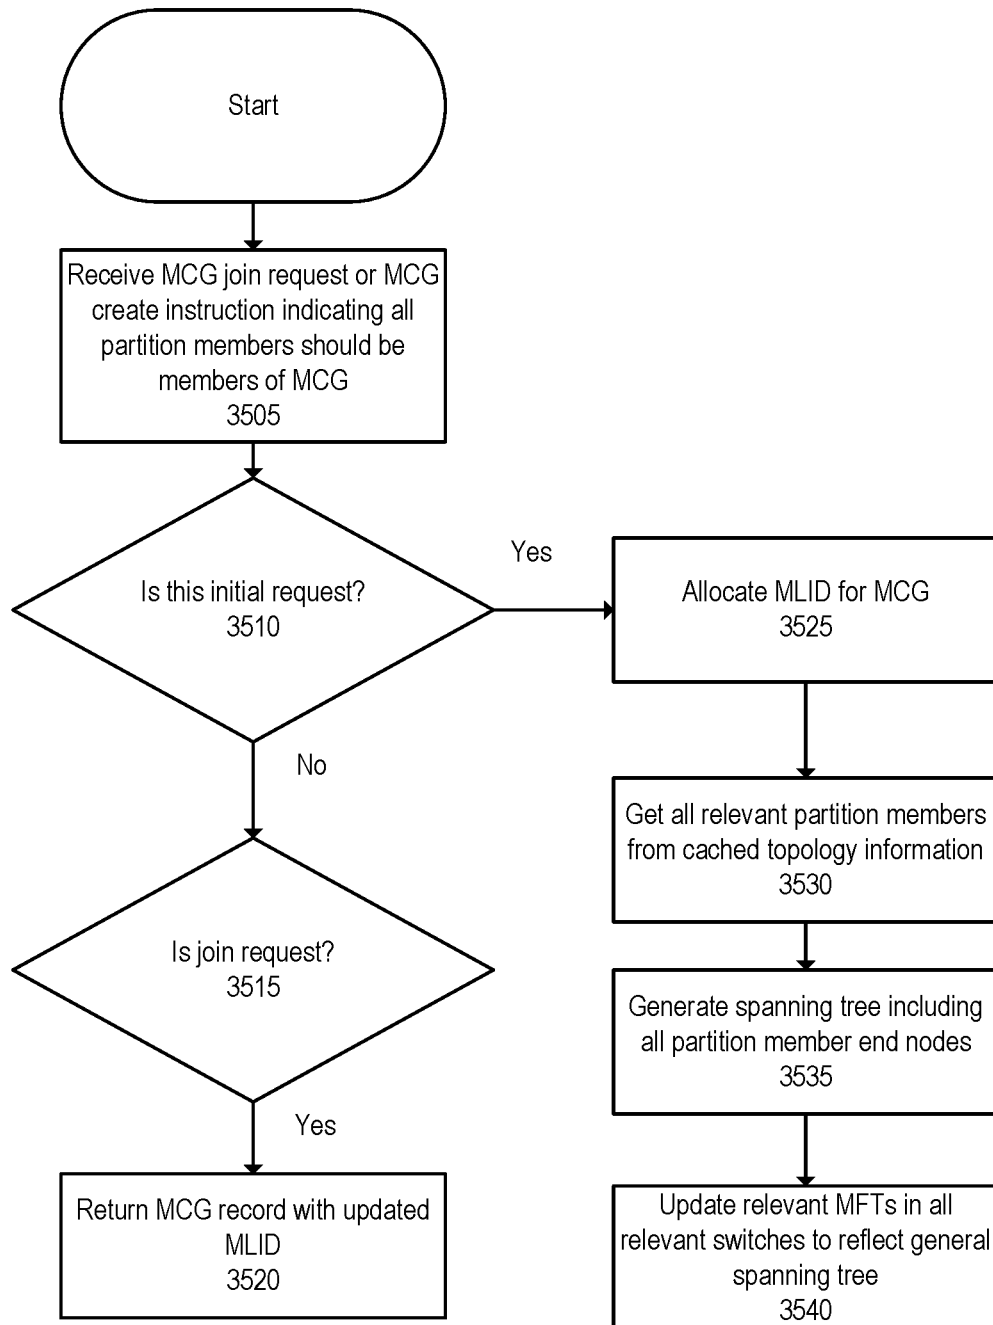 Start
Receive MCG join request or MCG
create instruction indicating all
partition members should be
members of MCG
3505
Is this initial request?
3510
Yes
No
Is join request?
3515
Yes
Return MCG record with updated
MLID
3520
Allocate MLID for MCG
3525
Get all relevant partition members
from cached topology information
3530
Generate spanning tree including
all partition member end nodes
3535
Update relevant MFTs in all
relevant switches to reflect general
spanning tree
3540